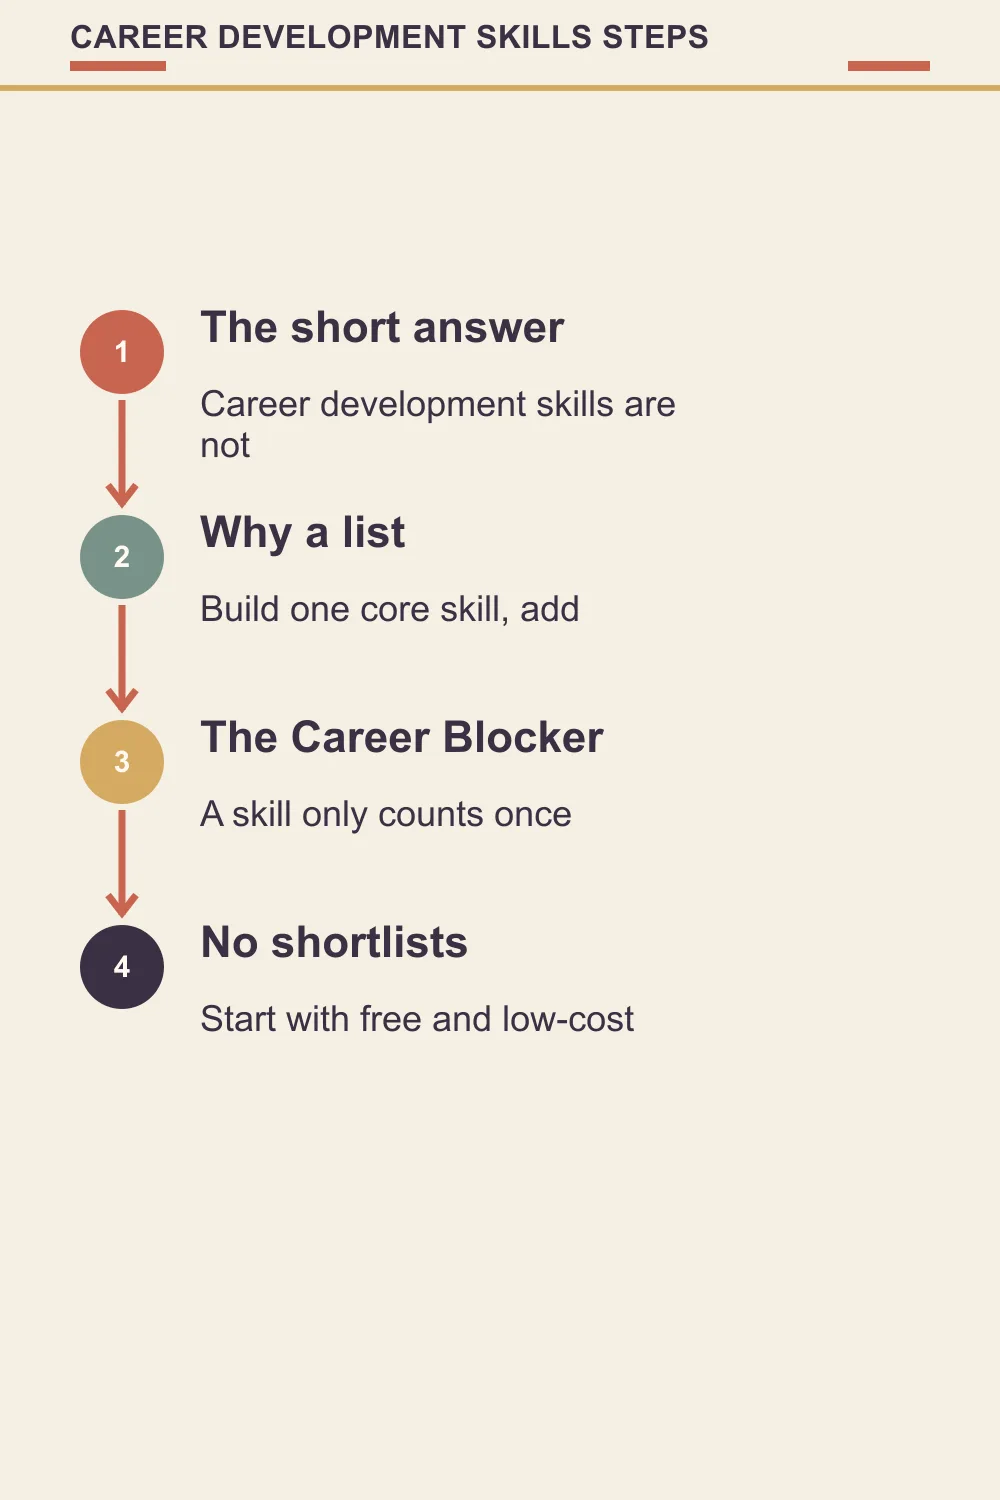 CAREER DEVELOPMENT SKILLS STEPS
1
The short answer
Career development skills are
not
2
Why a list
Build one core skill, add
3
The Career Blocker
A skill only counts once
4
No shortlists
Start with free and low-cost